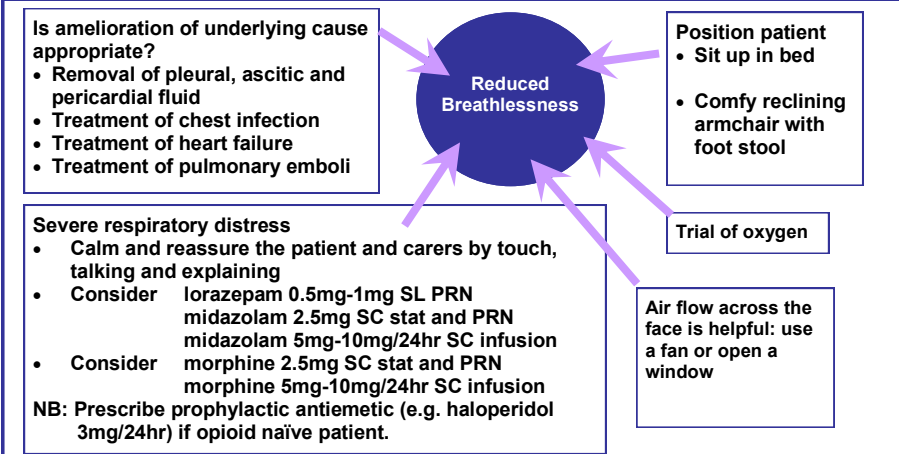 Is amelioration of underlying cause
appropriate?
• Removal of pleural, ascitic and
pericardial fluid
• Treatment of chest infection
• Treatment of heart failure
• Treatment of pulmonary emboli
Reduced
Breathlessness
Position patient
• Sit up in bed
• Comfy reclining
armchair with
foot stool
Severe respiratory distress
• Calm and reassure the patient and carers by touch,
talking and explaining
• Consider lorazepam 0.5mg-1mg SL PRN
midazolam 2.5mg SC stat and PRN
midazolam 5mg-10mg/24hr SC infusion
• Consider morphine 2.5mg SC stat and PRN
morphine 5mg-10mg/24hr SC infusion
NB: Prescribe prophylactic antiemetic (e.g. haloperidol
3mg/24hr) if opioid naïve patient.
Trial of oxygen
Air flow across the
face is helpful: use
a fan or open a
window